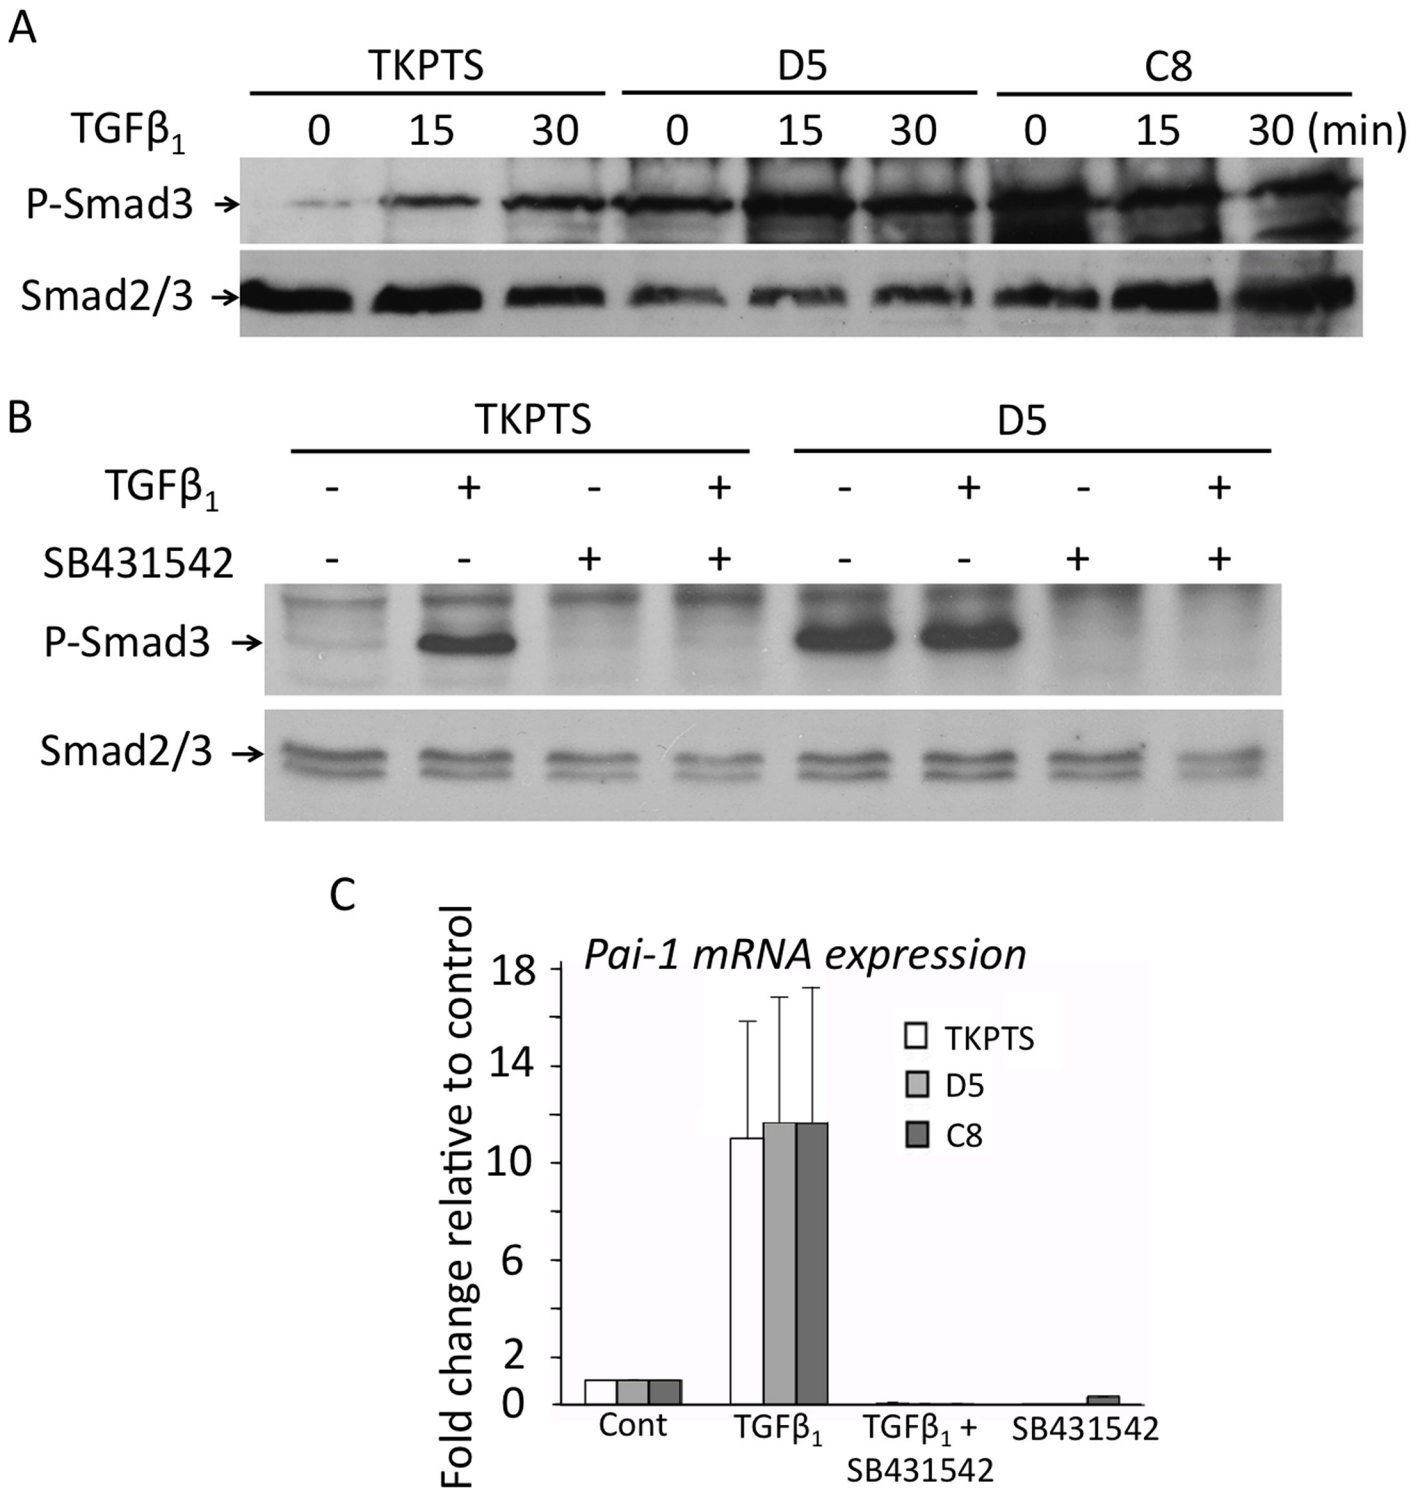 A
TKPTS D5 C8
TGFβ1 0 15 30 0 15 30 0 15 30 (min)
P-Smad3
Smad2/3
B
TKPTS D5
TGFβ1 - + - + - + - +
SB431542 - - + + - - + +
P-Smad3
Smad2/3
C
Pai-1 mRNA expression
Fold change relative to control
18
14
10
6
2
0
TKPTS
D5
C8
Cont TGFβ1 TGFβ1 + SB431542
SB431542